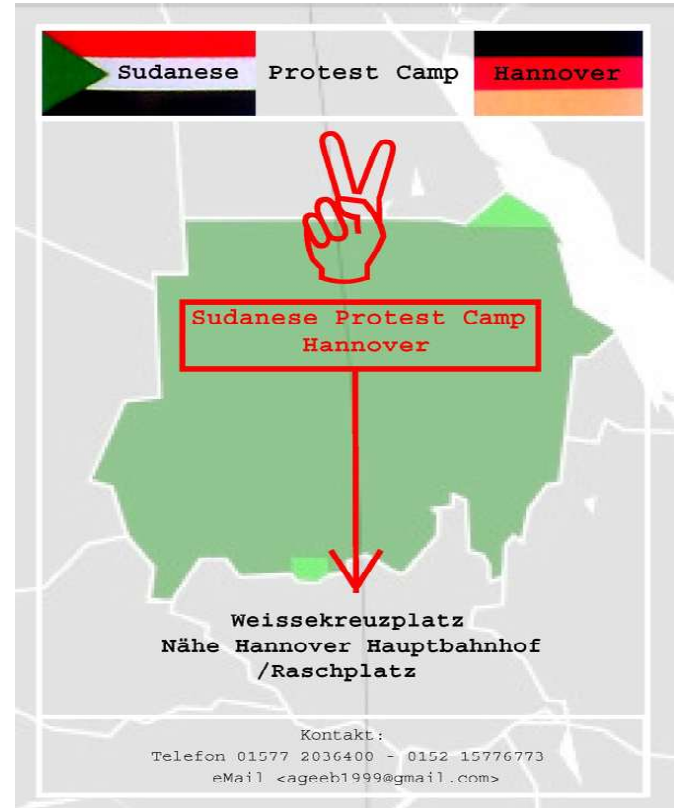 Sudanese Protest Camp Hannover
Sudanese Protest Camp
Hannover
Weissekreuzplatz
Nähe Hannover Hauptbahnhof
/Raschplatz
Kontakt:
Telefon 01577 2036400 - 0152 15776773
eMail <ageeb1999@gmail.com>